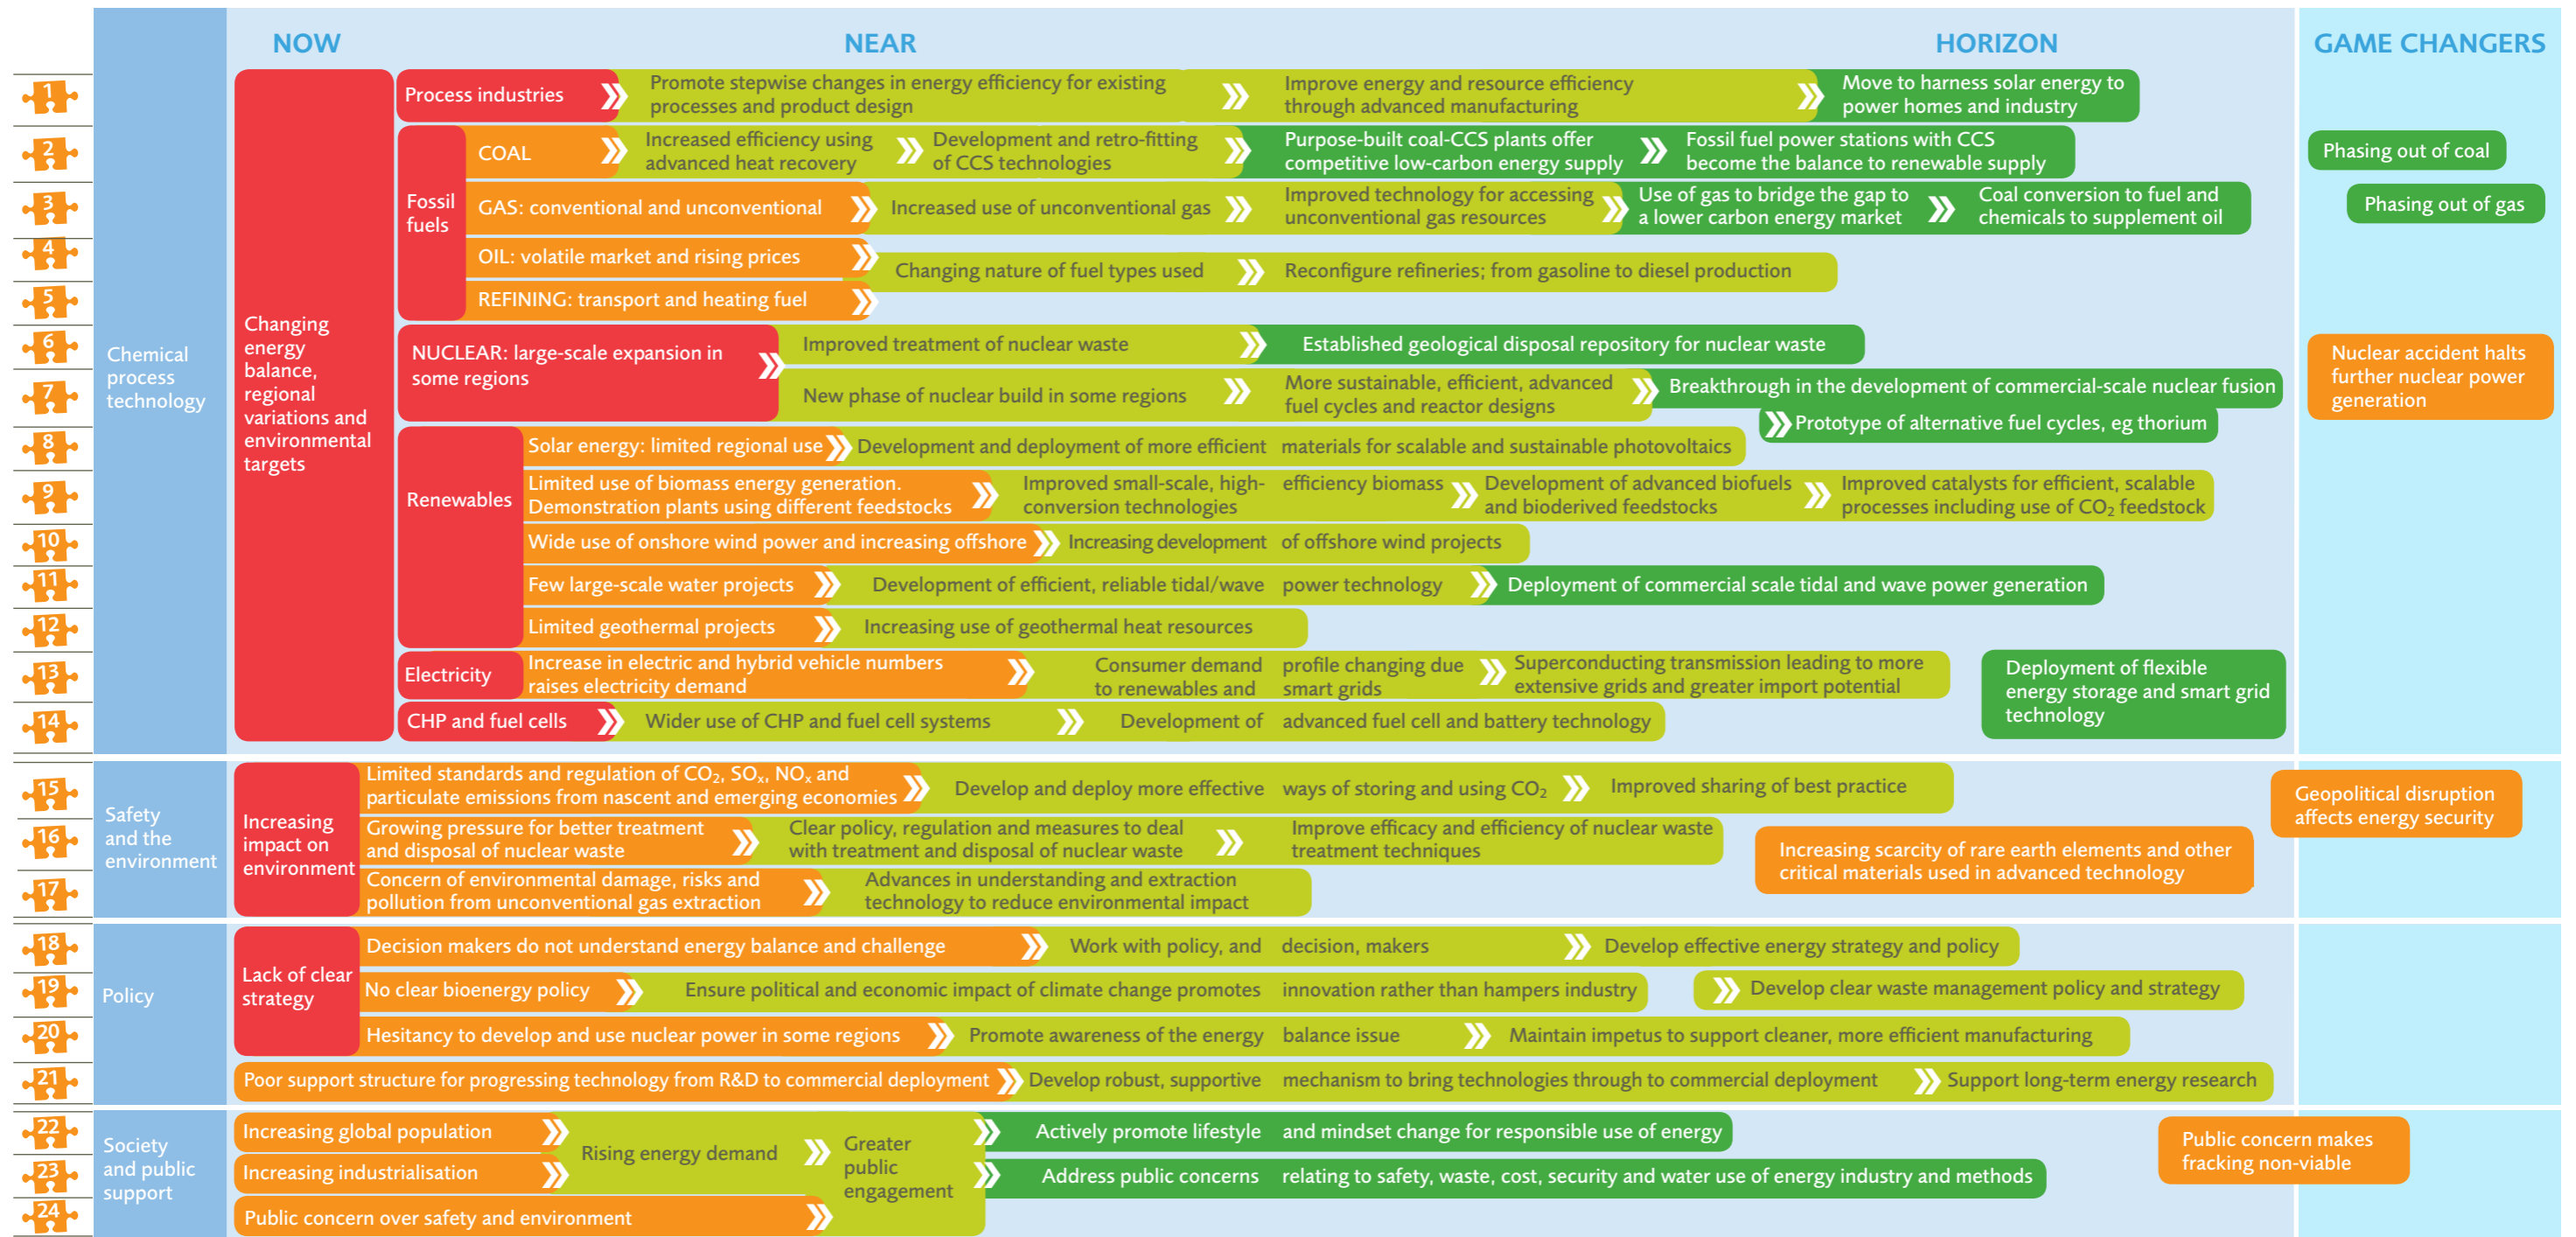 NOW
NEAR
HORIZON
GAME CHANGERS
Chemical
process
technology
Changing
energy
balance,
regional
variations and
environmental
targets
1
Process industries
Promote stepwise changes in energy efficiency for existing
processes and product design
Improve energy and resource efficiency
through advanced manufacturing
Move to harness solar energy to
power homes and industry
Fossil
fuels
2
COAL
Increased efficiency using
advanced heat recovery
Development and retro-fitting
of CCS technologies
Purpose-built coal-CCS plants offer
competitive low-carbon energy supply
Fossil fuel power stations with CCS
become the balance to renewable supply
Phasing out of coal
3
GAS: conventional and unconventional
Increased use of unconventional gas
Improved technology for accessing
unconventional gas resources
Use of gas to bridge the gap to
a lower carbon energy market
Coal conversion to fuel and
chemicals to supplement oil
Phasing out of gas
4
OIL: volatile market and rising prices
Changing nature of fuel types used
Reconfigure refineries; from gasoline to diesel production
5
REFINING: transport and heating fuel
6
NUCLEAR: large-scale expansion in
some regions
Improved treatment of nuclear waste
Established geological disposal repository for nuclear waste
Nuclear accident halts
further nuclear power
generation
7
New phase of nuclear build in some regions
More sustainable, efficient, advanced
fuel cycles and reactor designs
Breakthrough in the development of commercial-scale nuclear fusion
Prototype of alternative fuel cycles, eg thorium
Renewables
8
Solar energy: limited regional use
Development and deployment of more efficient materials for scalable and sustainable photovoltaics
9
Limited use of biomass energy generation.
Demonstration plants using different feedstocks
Improved small-scale, high-efficiency biomass
conversion technologies
Development of advanced biofuels
and bioderived feedstocks
Improved catalysts for efficient, scalable
processes including use of CO₂ feedstock
10
Wide use of onshore wind power and increasing offshore
Increasing development of offshore wind projects
11
Few large-scale water projects
Development of efficient, reliable tidal/wave power technology
Deployment of commercial scale tidal and wave power generation
12
Limited geothermal projects
Increasing use of geothermal heat resources
13
Electricity
Increase in electric and hybrid vehicle numbers
raises electricity demand
Consumer demand profile changing due
to renewables and smart grids
Superconducting transmission leading to more
extensive grids and greater import potential
Deployment of flexible
energy storage and smart grid
technology
14
CHP and fuel cells
Wider use of CHP and fuel cell systems
Development of advanced fuel cell and battery technology
Safety
and the
environment
Increasing
impact on
environment
15
Limited standards and regulation of CO₂, SOₓ, NOₓ and
particulate emissions from nascent and emerging economies
Develop and deploy more effective ways of storing and using CO₂
Improved sharing of best practice
Geopolitical disruption
affects energy security
16
Growing pressure for better treatment
and disposal of nuclear waste
Clear policy, regulation and measures to deal
with treatment and disposal of nuclear waste
Improve efficacy and efficiency of nuclear waste
treatment techniques
Increasing scarcity of rare earth elements and other
critical materials used in advanced technology
17
Concern of environmental damage, risks and
pollution from unconventional gas extraction
Advances in understanding and extraction
technology to reduce environmental impact
Policy
Lack of clear
strategy
18
Decision makers do not understand energy balance and challenge
Work with policy, and decision, makers
Develop effective energy strategy and policy
19
No clear bioenergy policy
Ensure political and economic impact of climate change promotes innovation rather than hampers industry
Develop clear waste management policy and strategy
20
Hesitancy to develop and use nuclear power in some regions
Promote awareness of the energy balance issue
Maintain impetus to support cleaner, more efficient manufacturing
21
Poor support structure for progressing technology from R&D to commercial deployment
Develop robust, supportive mechanism to bring technologies through to commercial deployment
Support long-term energy research
Society
and public
support
22
Increasing global population
Rising energy demand
Greater
public
engagement
Actively promote lifestyle and mindset change for responsible use of energy
Public concern makes
fracking non-viable
23
Increasing industrialisation
Address public concerns relating to safety, waste, cost, security and water use of energy industry and methods
24
Public concern over safety and environment